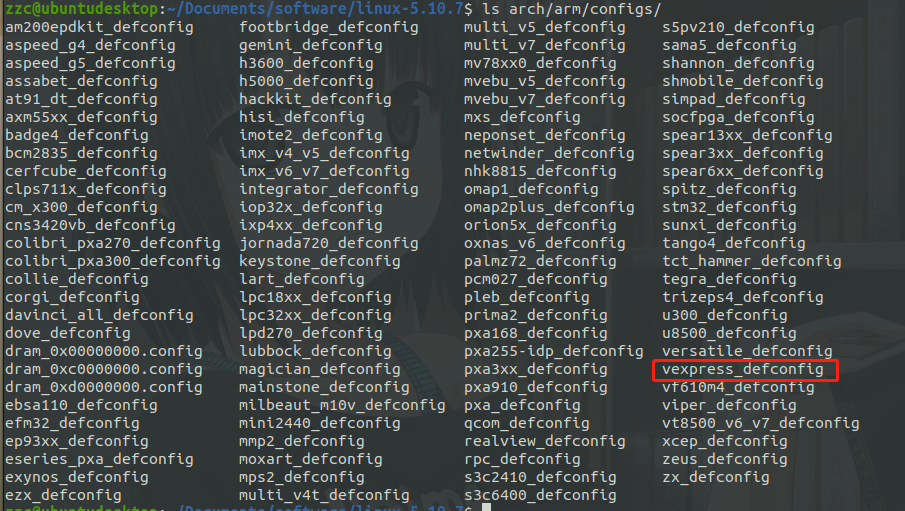 zzc@ubuntudesktop:~/Documents/software/linux-5.10.7$ ls arch/arm/configs/
am200epdkit_defconfig footbridge_defconfig multi_v5_defconfig s5pv210_defconfig
aspeed_g4_defconfig gemini_defconfig multi_v7_defconfig sama5_defconfig
aspeed_g5_defconfig h3600_defconfig mv78xx0_defconfig shannon_defconfig
assabet_defconfig h5000_defconfig mvebu_v5_defconfig shmobile_defconfig
at91_dt_defconfig hackkit_defconfig mvebu_v7_defconfig simpad_defconfig
axm55xx_defconfig hisi_defconfig mxs_defconfig socfpga_defconfig
badge4_defconfig imote2_defconfig neponset_defconfig spear13xx_defconfig
bcm2835_defconfig imx_v4_v5_defconfig netwinder_defconfig spear3xx_defconfig
cerfcube_defconfig imx_v6_v7_defconfig nhk8815_defconfig spear6xx_defconfig
clps711x_defconfig integrator_defconfig omap1_defconfig spitz_defconfig
cm_x300_defconfig iop32x_defconfig omap2plus_defconfig stm32_defconfig
cns3420vb_defconfig ixp4xx_defconfig orion5x_defconfig sunxi_defconfig
colibri_pxa270_defconfig jornada720_defconfig oxnas_v6_defconfig tango4_defconfig
colibri_pxa300_defconfig keystone_defconfig palmz72_defconfig tct_hammer_defconfig
collie_defconfig lart_defconfig pcm027_defconfig tegra_defconfig
corgi_defconfig lpc18xx_defconfig pleb_defconfig trizeps4_defconfig
davinci_all_defconfig lpc32xx_defconfig prima2_defconfig u300_defconfig
dove_defconfig lpd270_defconfig pxa168_defconfig u8500_defconfig
dram_0x00000000.config lubbock_defconfig pxa255-idp_defconfig versatile_defconfig
dram_0xc0000000.config magician_defconfig pxa3xx_defconfig vexpress_defconfig
dram_0xd0000000.config mainstone_defconfig pxa910_defconfig vf610m4_defconfig
ebsa110_defconfig milbeaut_m10v_defconfig pxa_defconfig viper_defconfig
efm32_defconfig mini2440_defconfig qcom_defconfig vt8500_v6_v7_defconfig
ep93xx_defconfig mmp2_defconfig realview_defconfig xcep_defconfig
eseries_pxa_defconfig moxart_defconfig rpc_defconfig zeus_defconfig
exynos_defconfig mps2_defconfig s3c2410_defconfig zx_defconfig
ezx_defconfig multi_v4t_defconfig s3c6400_defconfig
zzc@ubuntudesktop:~/Documents/software/linux-5.10.7$